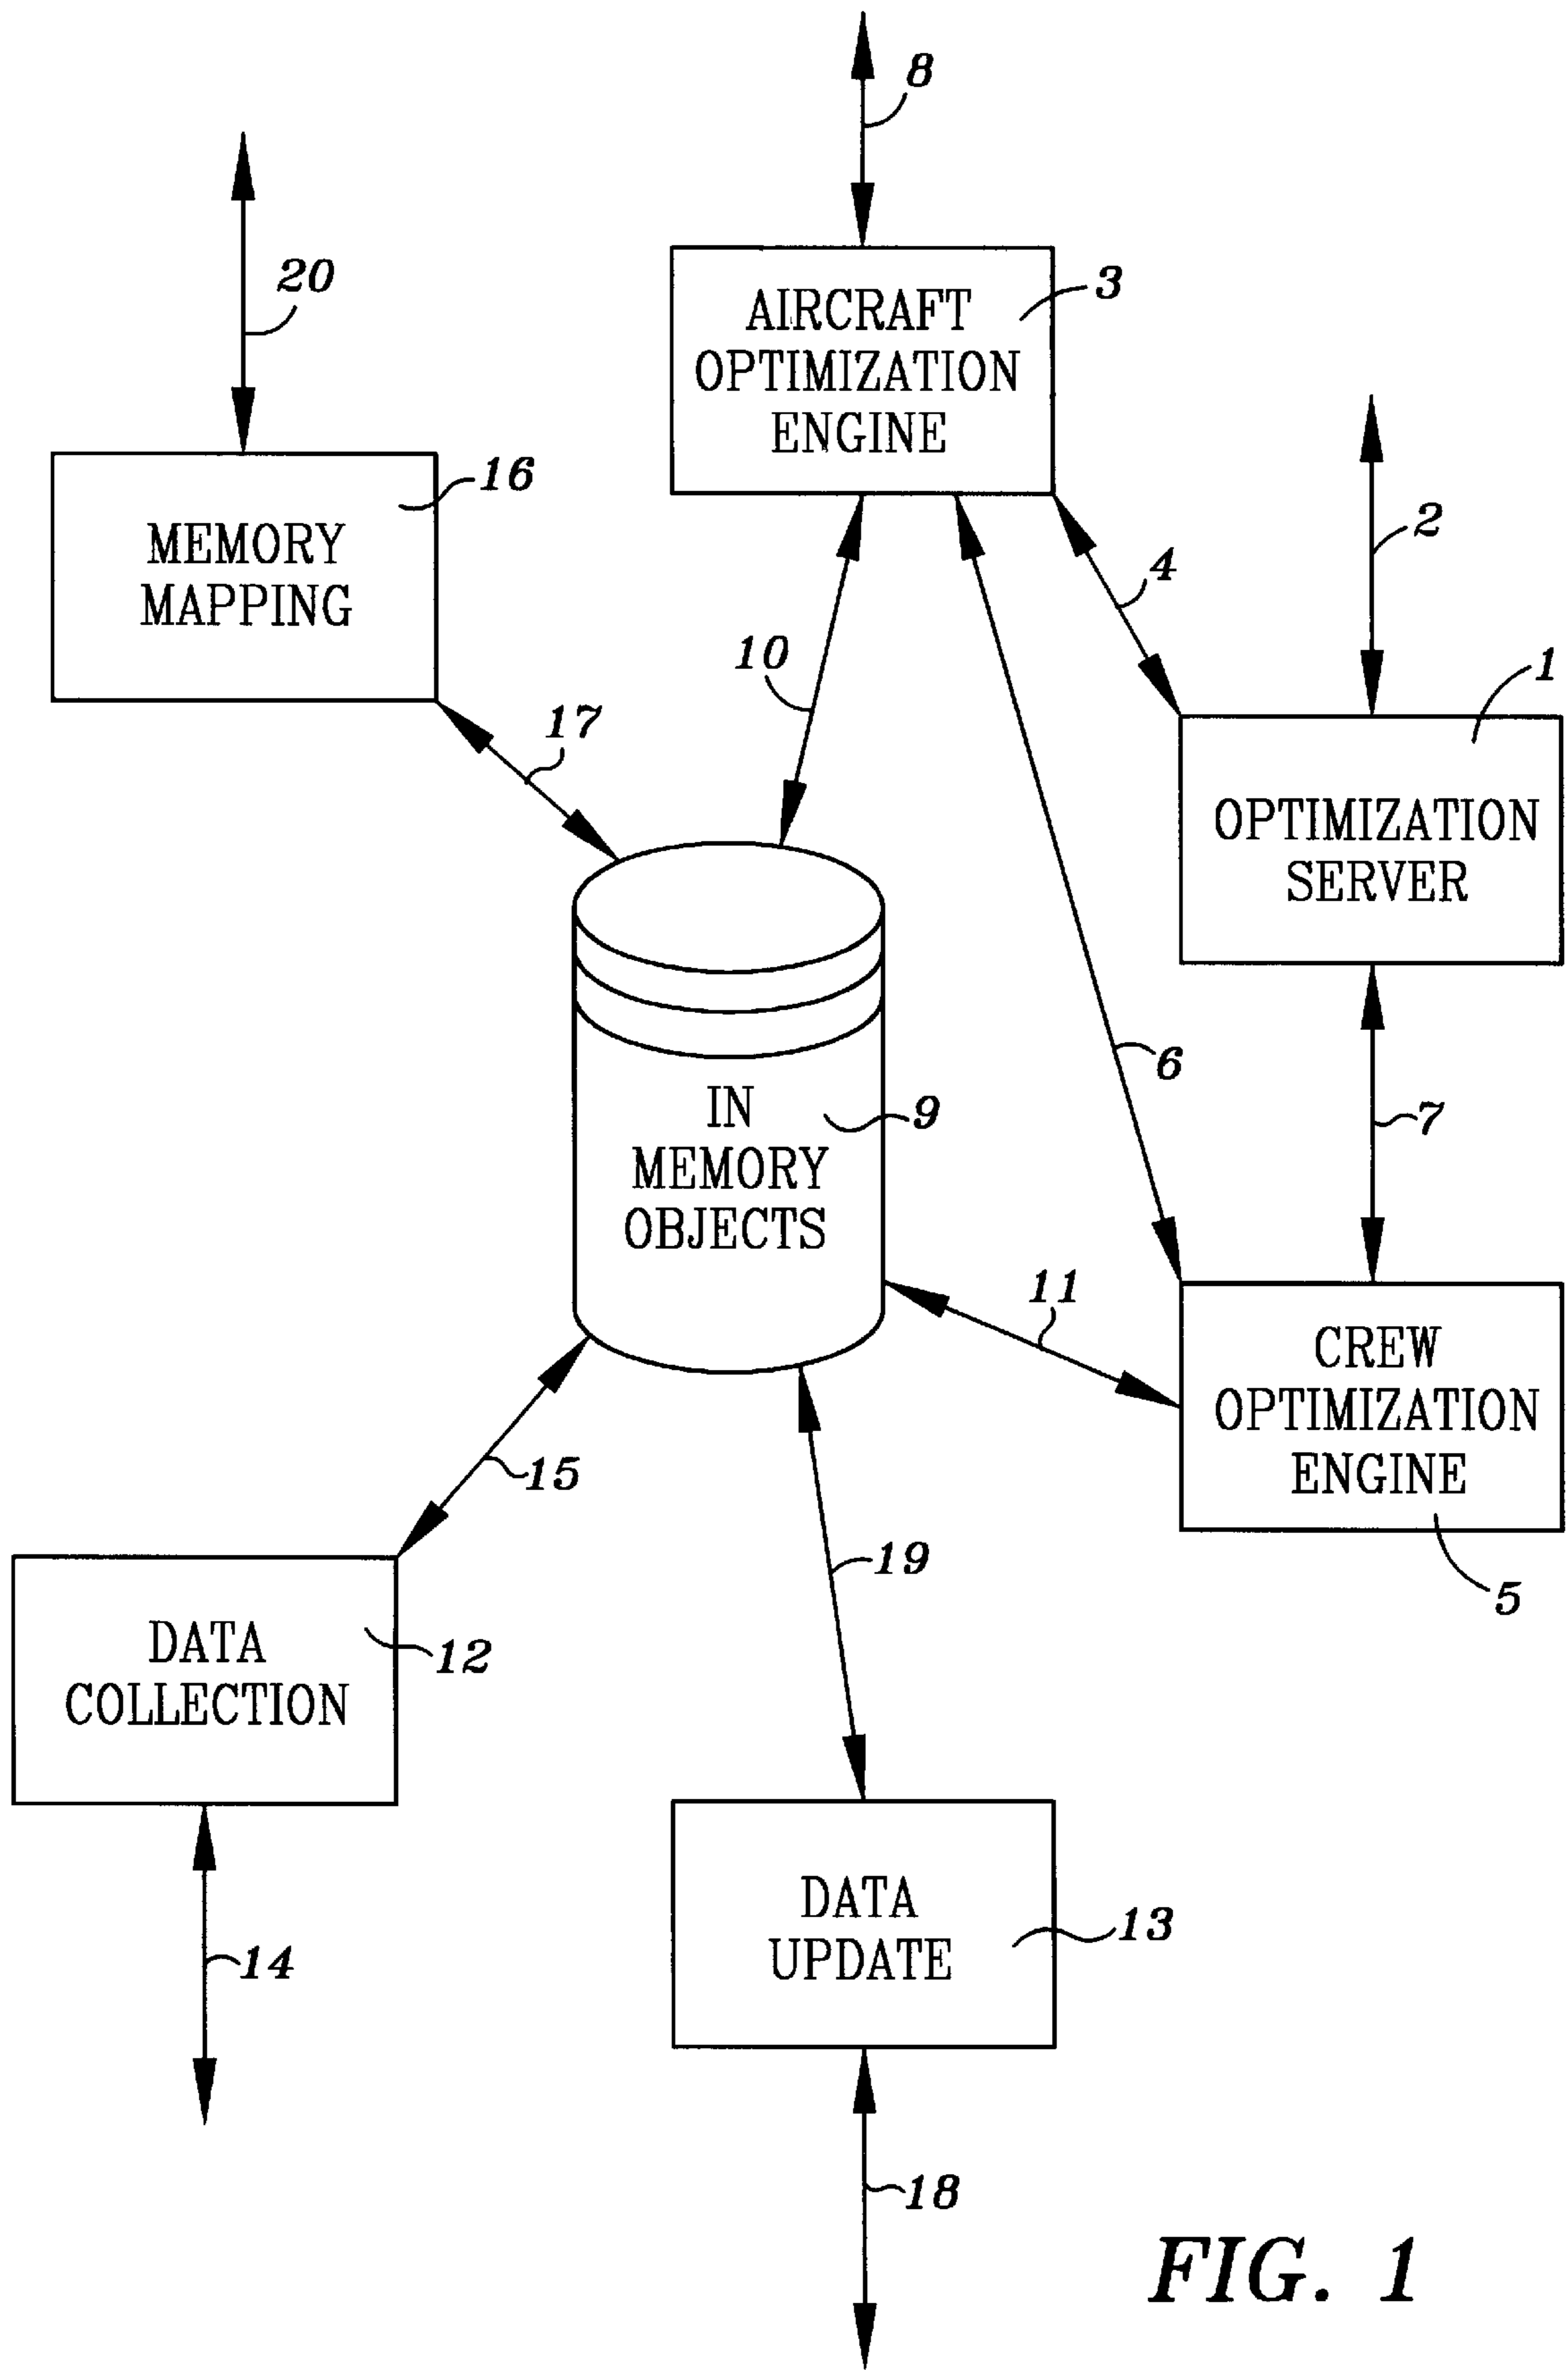 8
20
AIRCRAFT
OPTIMIZATION
ENGINE
3
16
MEMORY
MAPPING
2
4
10
1
17
OPTIMIZATION
SERVER
6
7
IN
MEMORY
OBJECTS
9
11
CREW
OPTIMIZATION
ENGINE
5
15
19
DATA
COLLECTION
12
DATA
UPDATE
13
14
18
FIG. 1